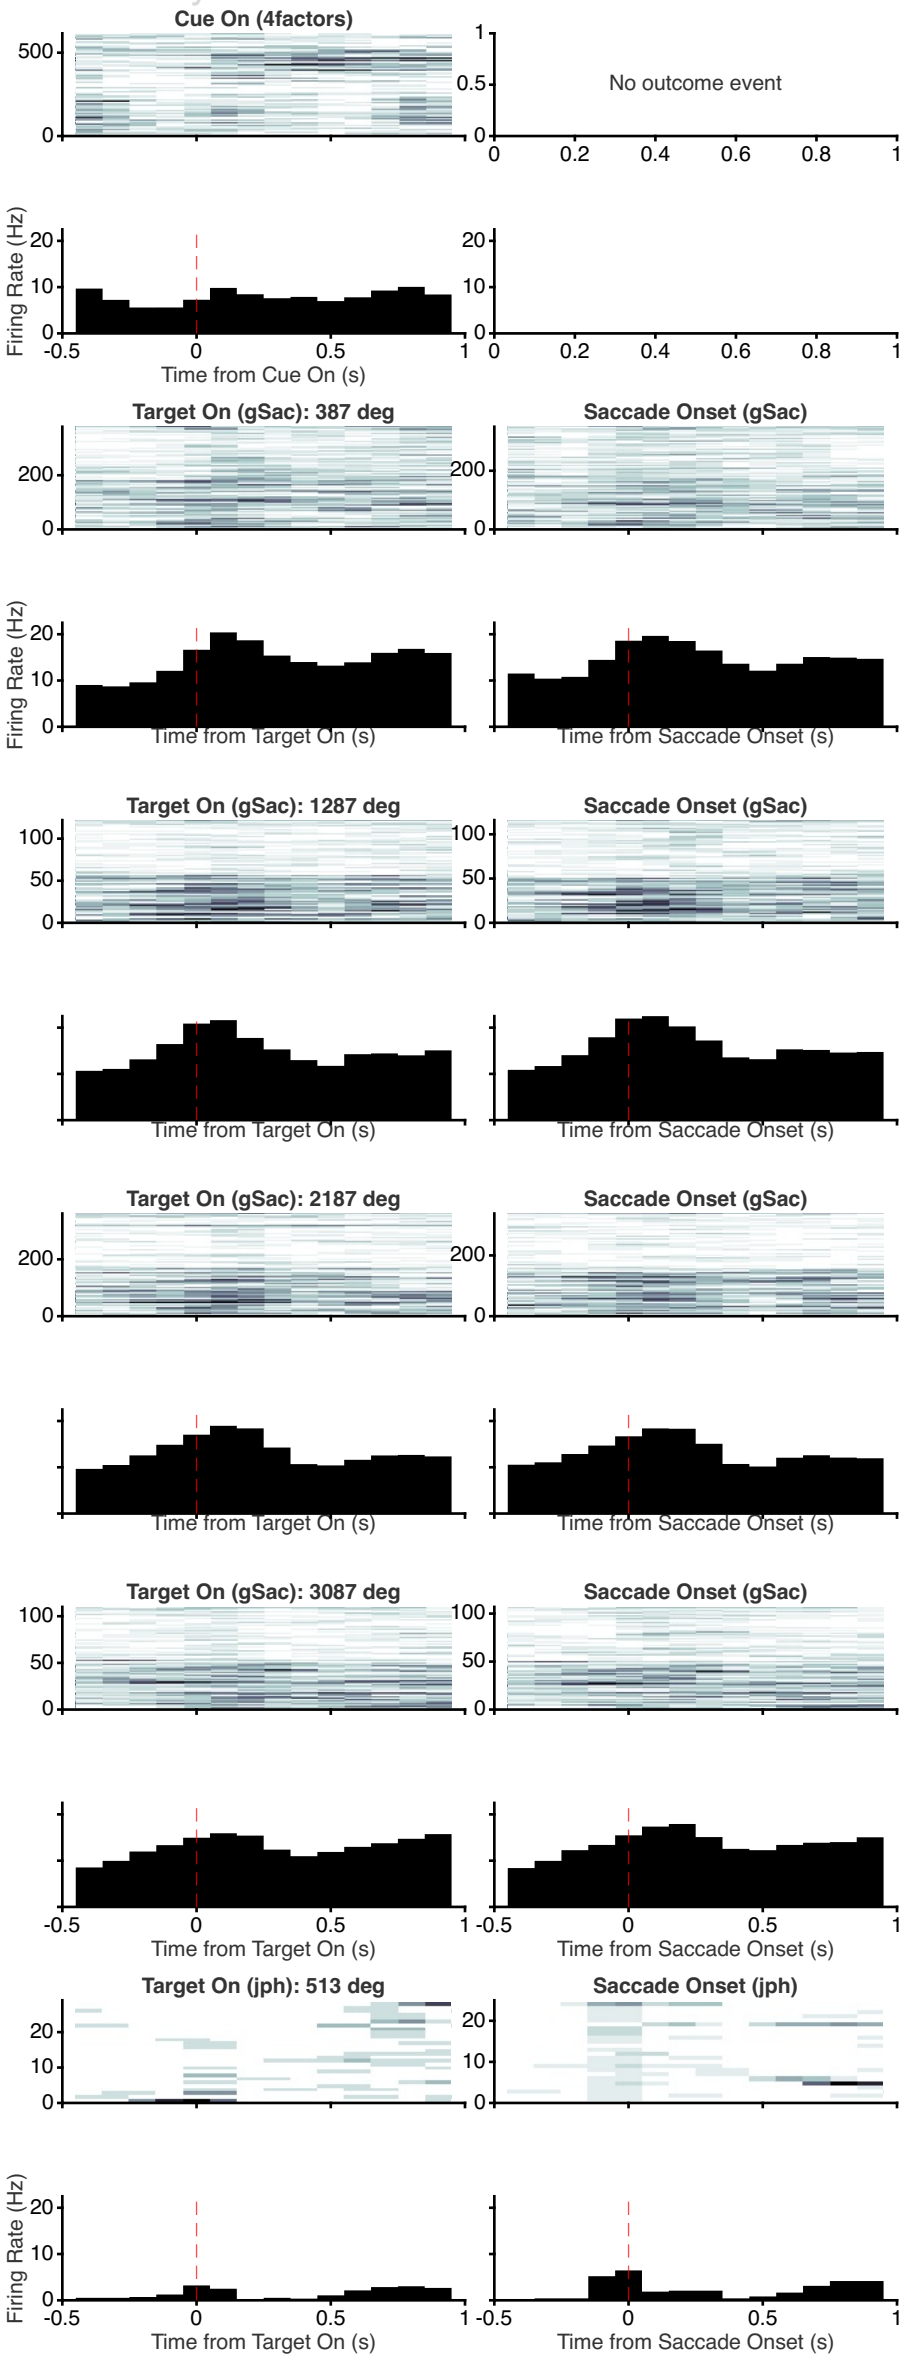 Cue On (4factors)
500
0
1
0.5
0
No outcome event
0 0.2 0.4 0.6 0.8 1
Firing Rate (Hz)
20
10
0
-0.5 0 0.5 1
Time from Cue On (s)
20
10
0
0 0.2 0.4 0.6 0.8 1
Target On (gSac): 387 deg
200
0
Saccade Onset (gSac)
200
0
Firing Rate (Hz)
20
10
0
Time from Target On (s)
Time from Saccade Onset (s)
Target On (gSac): 1287 deg
100
50
0
Saccade Onset (gSac)
100
50
0
Time from Target On (s)
Time from Saccade Onset (s)
Target On (gSac): 2187 deg
200
0
Saccade Onset (gSac)
200
0
Time from Target On (s)
Time from Saccade Onset (s)
Target On (gSac): 3087 deg
100
50
0
Saccade Onset (gSac)
100
50
0
-0.5 0 0.5 1
Time from Target On (s)
-0.5 0 0.5 1
Time from Saccade Onset (s)
Target On (jph): 513 deg
20
10
0
Saccade Onset (jph)
20
10
0
Firing Rate (Hz)
20
10
0
-0.5 0 0.5 1
Time from Target On (s)
-0.5 0 0.5 1
Time from Saccade Onset (s)